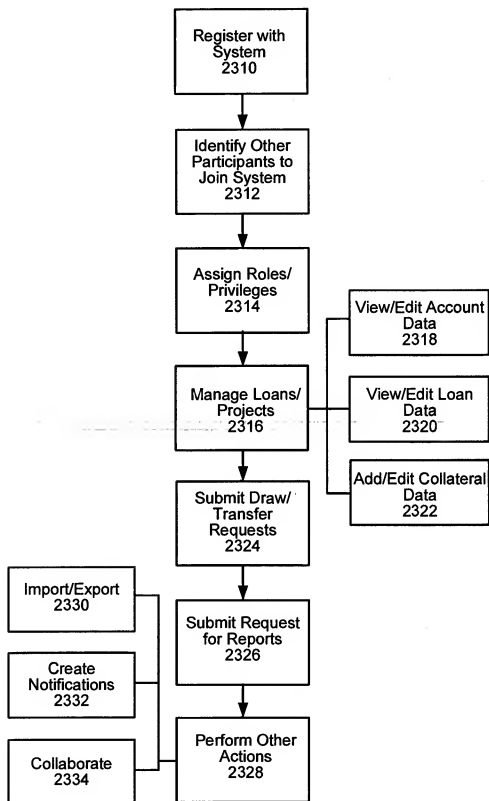 Register with
System
2310
Identify Other
Participants to
Join System
2312
Assign Roles/
Privileges
2314
View/Edit Account
Data
2318
Manage Loans/
Projects
2316
View/Edit Loan
Data
2320
Add/Edit Collateral
Data
2322
Submit Draw/
Transfer
Requests
2324
Import/Export
2330
Submit Request
for Reports
2326
Create
Notifications
2332
Perform Other
Actions
2328
Collaborate
2334